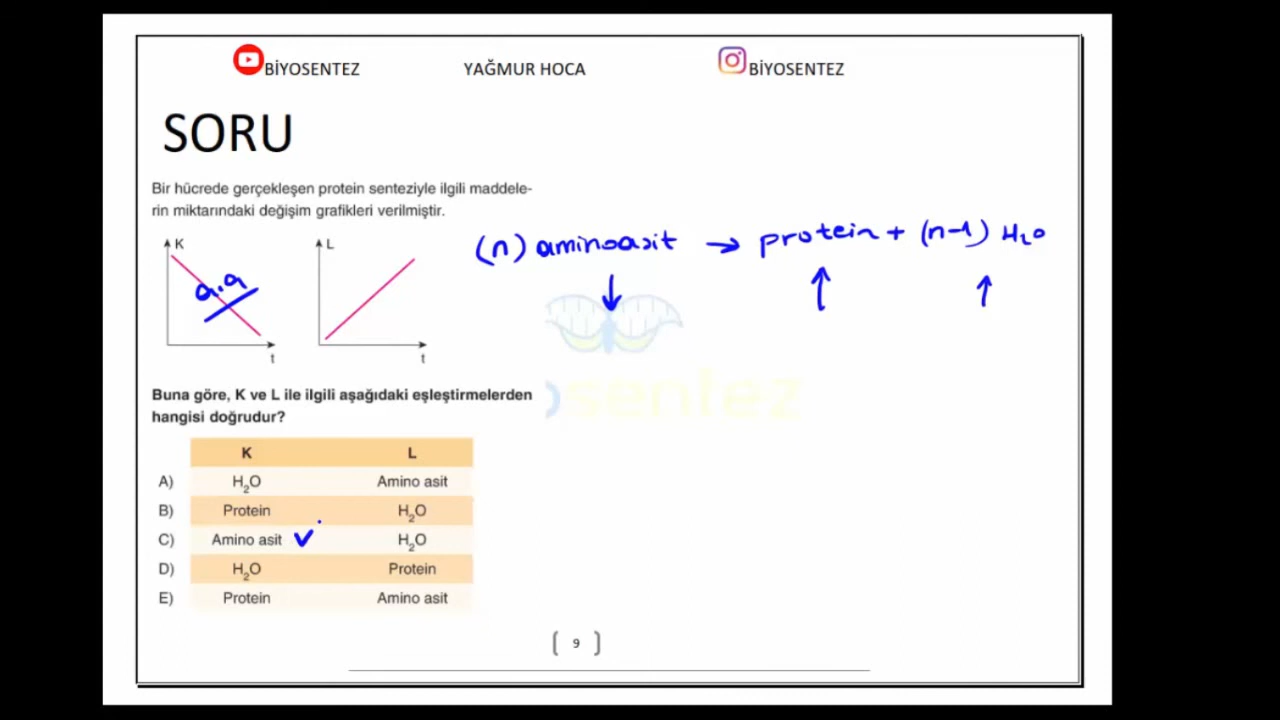 BİYOSENTEZ YAĞMUR HOCA BİYOSENTEZ
SORU
Bir hücrede gerçekleşen protein senteziyle ilgili maddele-
rin miktarındaki değişim grafikleri verilmiştir.
K L
a.a
t t
(n) aminoasit → protein + (n-1) H₂O
↓ ↑ ↑
sentez
Buna göre, K ve L ile ilgili aşağıdaki eşleştirmelerden
hangisi doğrudur?
K L
A) H₂O Amino asit
B) Protein H₂O
C) Amino asit ✓ H₂O
D) H₂O Protein
E) Protein Amino asit
9